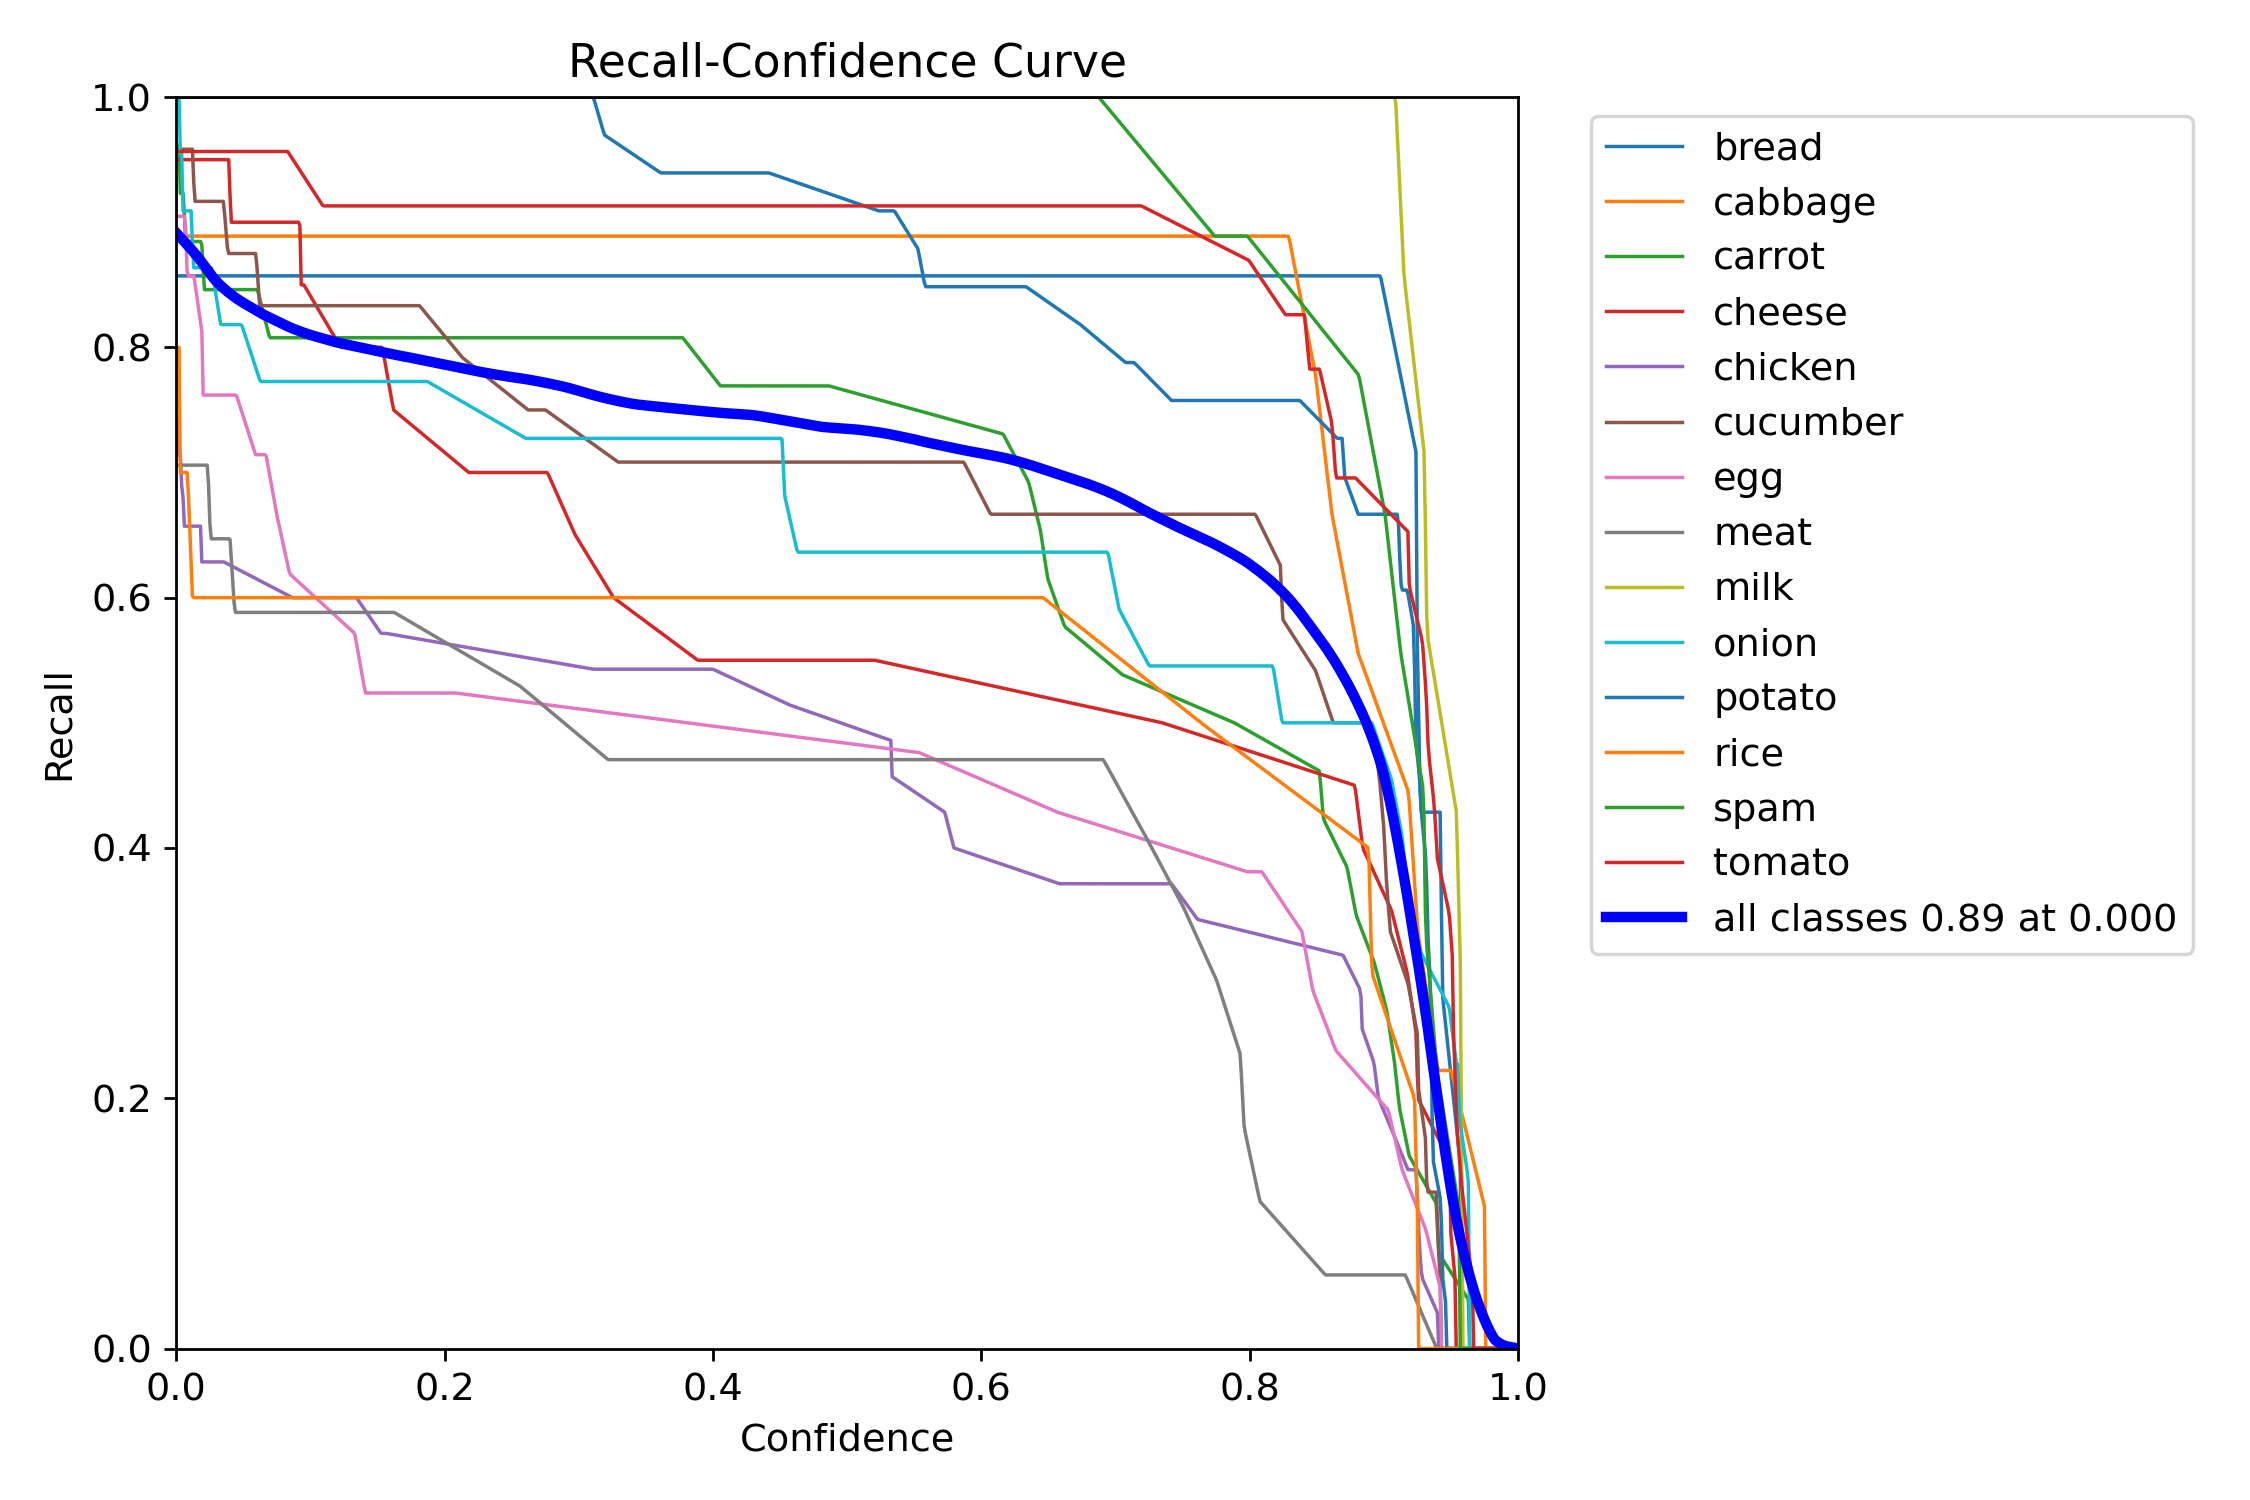 Recall-Confidence Curve
1.0
0.8
0.6
0.4
0.2
0.0
Recall
0.0 0.2 0.4 0.6 0.8 1.0
Confidence
bread
cabbage
carrot
cheese
chicken
cucumber
egg
meat
milk
onion
potato
rice
spam
tomato
all classes 0.89 at 0.000